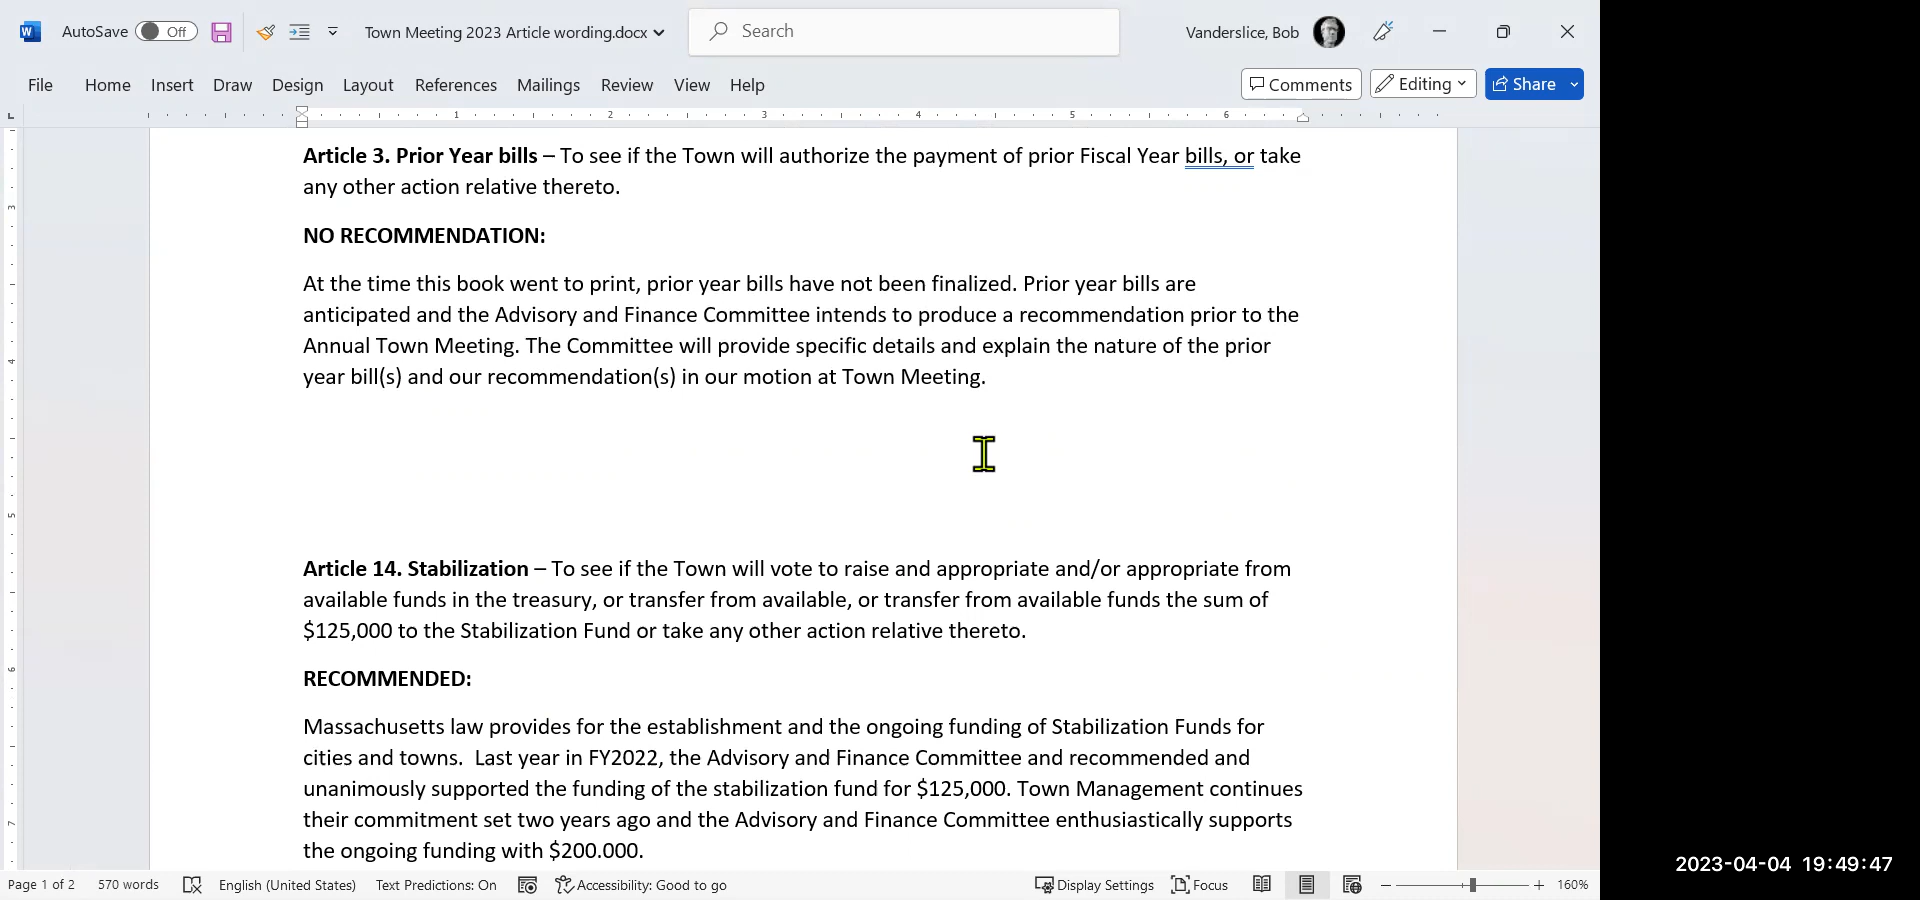 AutoSave Off Town Meeting 2023 Article wording.docx Search Vanderslice, Bob
File Home Insert Draw Design Layout References Mailings Review View Help Comments Editing Share
1 2 3 4 5 6
Article 3. Prior Year bills – To see if the Town will authorize the payment of prior Fiscal Year bills, or take
any other action relative thereto.
NO RECOMMENDATION:
At the time this book went to print, prior year bills have not been finalized. Prior year bills are
anticipated and the Advisory and Finance Committee intends to produce a recommendation prior to the
Annual Town Meeting. The Committee will provide specific details and explain the nature of the prior
year bill(s) and our recommendation(s) in our motion at Town Meeting.
Article 14. Stabilization – To see if the Town will vote to raise and appropriate and/or appropriate from
available funds in the treasury, or transfer from available, or transfer from available funds the sum of
$125,000 to the Stabilization Fund or take any other action relative thereto.
RECOMMENDED:
Massachusetts law provides for the establishment and the ongoing funding of Stabilization Funds for
cities and towns.  Last year in FY2022, the Advisory and Finance Committee and recommended and
unanimously supported the funding of the stabilization fund for $125,000. Town Management continues
their commitment set two years ago and the Advisory and Finance Committee enthusiastically supports
the ongoing funding with $200.000.
3
4
5
6
7
Page 1 of 2 570 words English (United States) Text Predictions: On Accessibility: Good to go Display Settings Focus 160%
2023-04-04 19:49:47